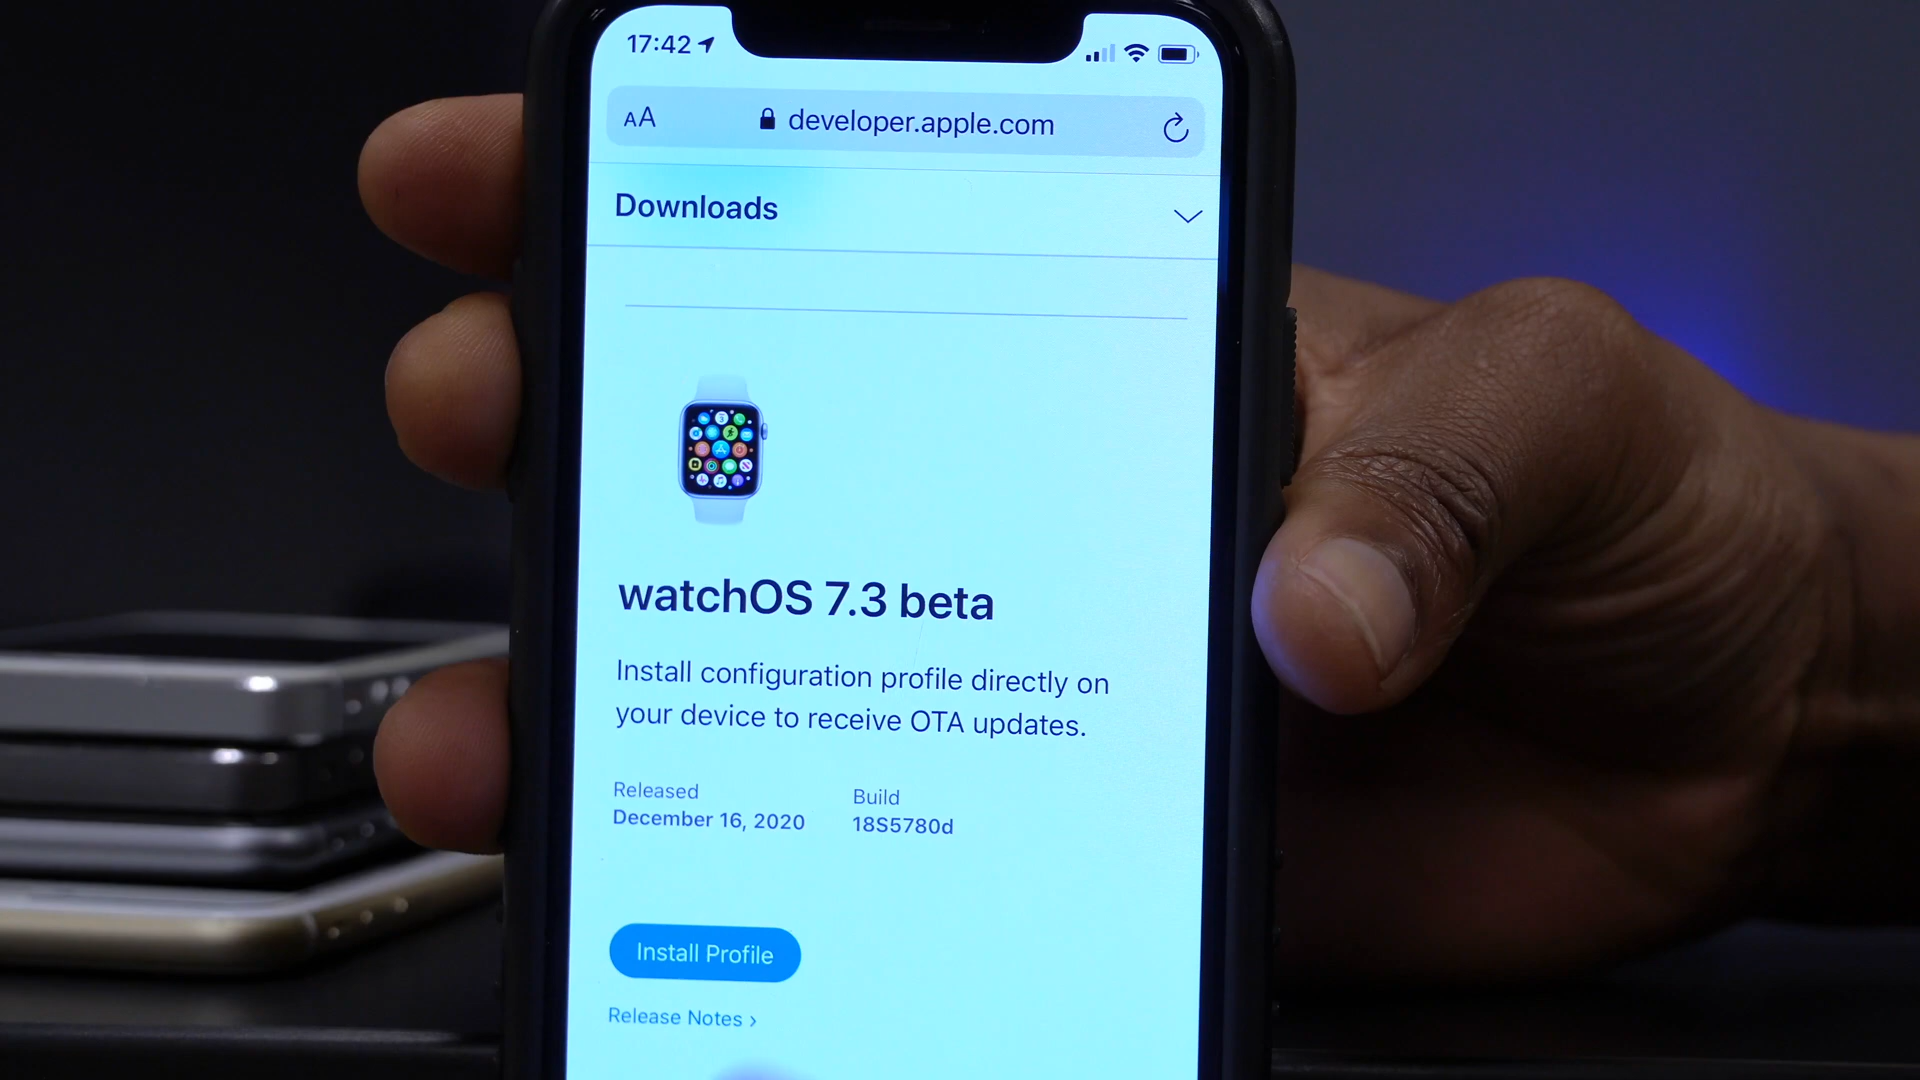 17:42
AA developer.apple.com
Downloads
watchOS 7.3 beta
Install configuration profile directly on
your device to receive OTA updates.
Released Build
December 16, 2020 18S5780d
Install Profile
Release Notes ›